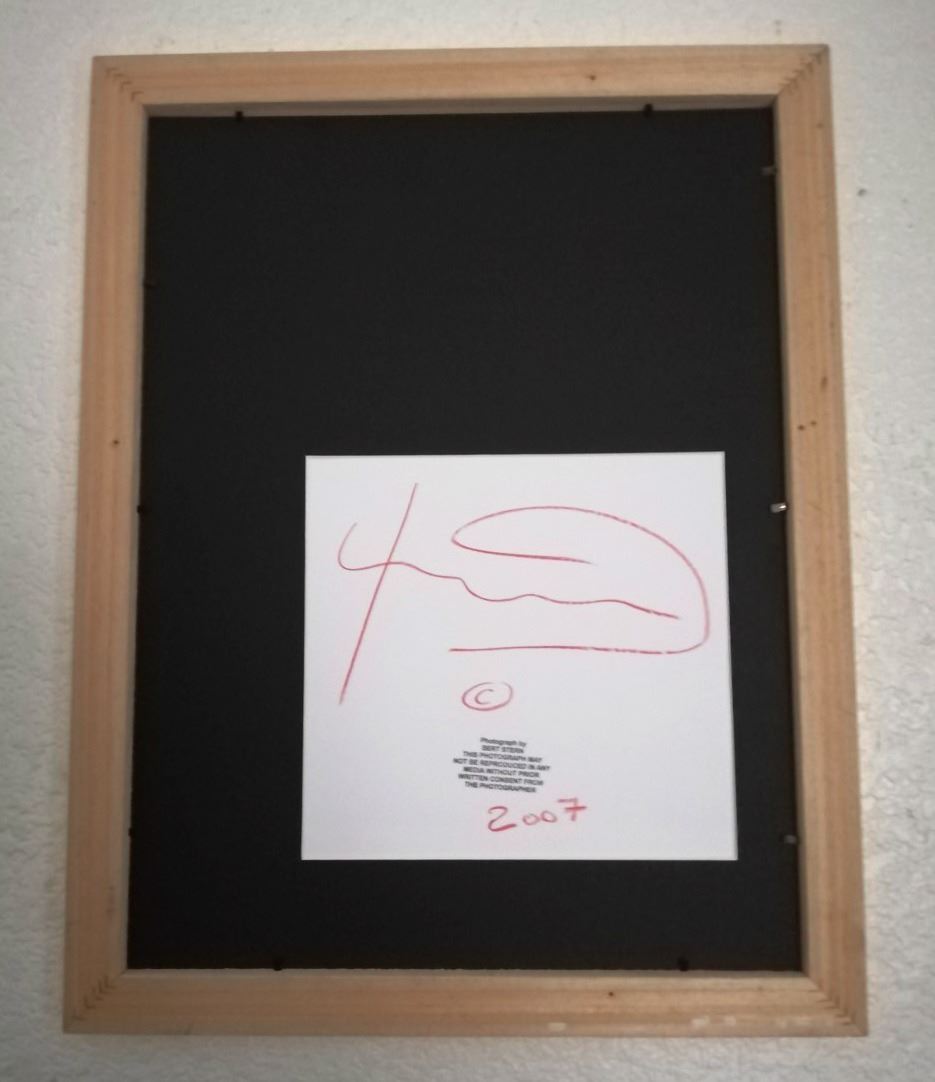 ©
Photograph by
BERT STERN
THIS PHOTOGRAPH MAY
NOT BE REPRODUCED IN ANY
MEDIA WITHOUT PRIOR
WRITTEN CONSENT FROM
THE PHOTOGRAPHER
2007